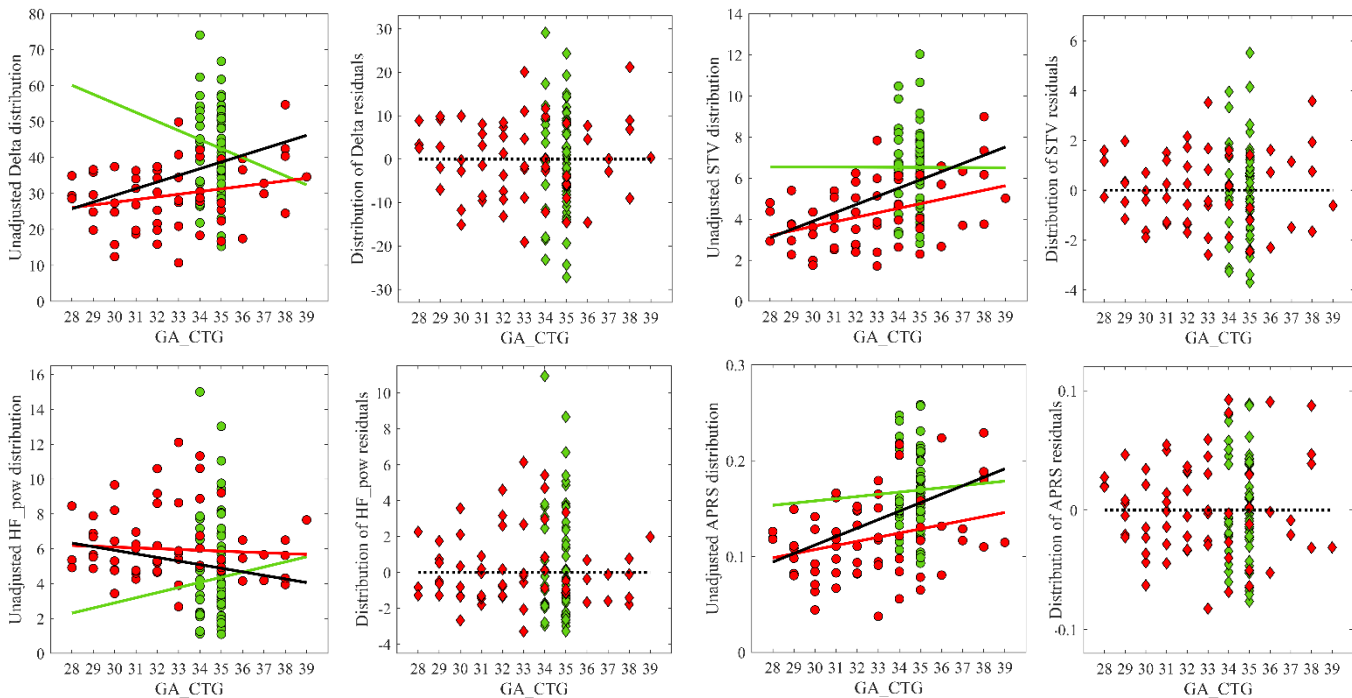 Unadjusted Delta distribution
80
70
60
50
40
30
20
10
0
28 29 30 31 32 33 34 35 36 37 38 39
GA_CTG
Distribution of Delta residuals
30
20
10
0
-10
-20
-30
28 29 30 31 32 33 34 35 36 37 38 39
GA_CTG
Unadjusted STV distribution
14
12
10
8
6
4
2
0
28 29 30 31 32 33 34 35 36 37 38 39
GA_CTG
Distribution of STV residuals
6
4
2
0
-2
-4
28 29 30 31 32 33 34 35 36 37 38 39
GA_CTG
Unadjusted HF_pow distribution
16
14
12
10
8
6
4
2
0
28 29 30 31 32 33 34 35 36 37 38 39
GA_CTG
Distribution of HF_pow residuals
10
8
6
4
2
0
-2
-4
28 29 30 31 32 33 34 35 36 37 38 39
GA_CTG
Unadjusted APRS distribution
0.3
0.2
0.1
0
28 29 30 31 32 33 34 35 36 37 38 39
GA_CTG
Distribution of APRS residuals
0.1
0
-0.1
28 29 30 31 32 33 34 35 36 37 38 39
GA_CTG